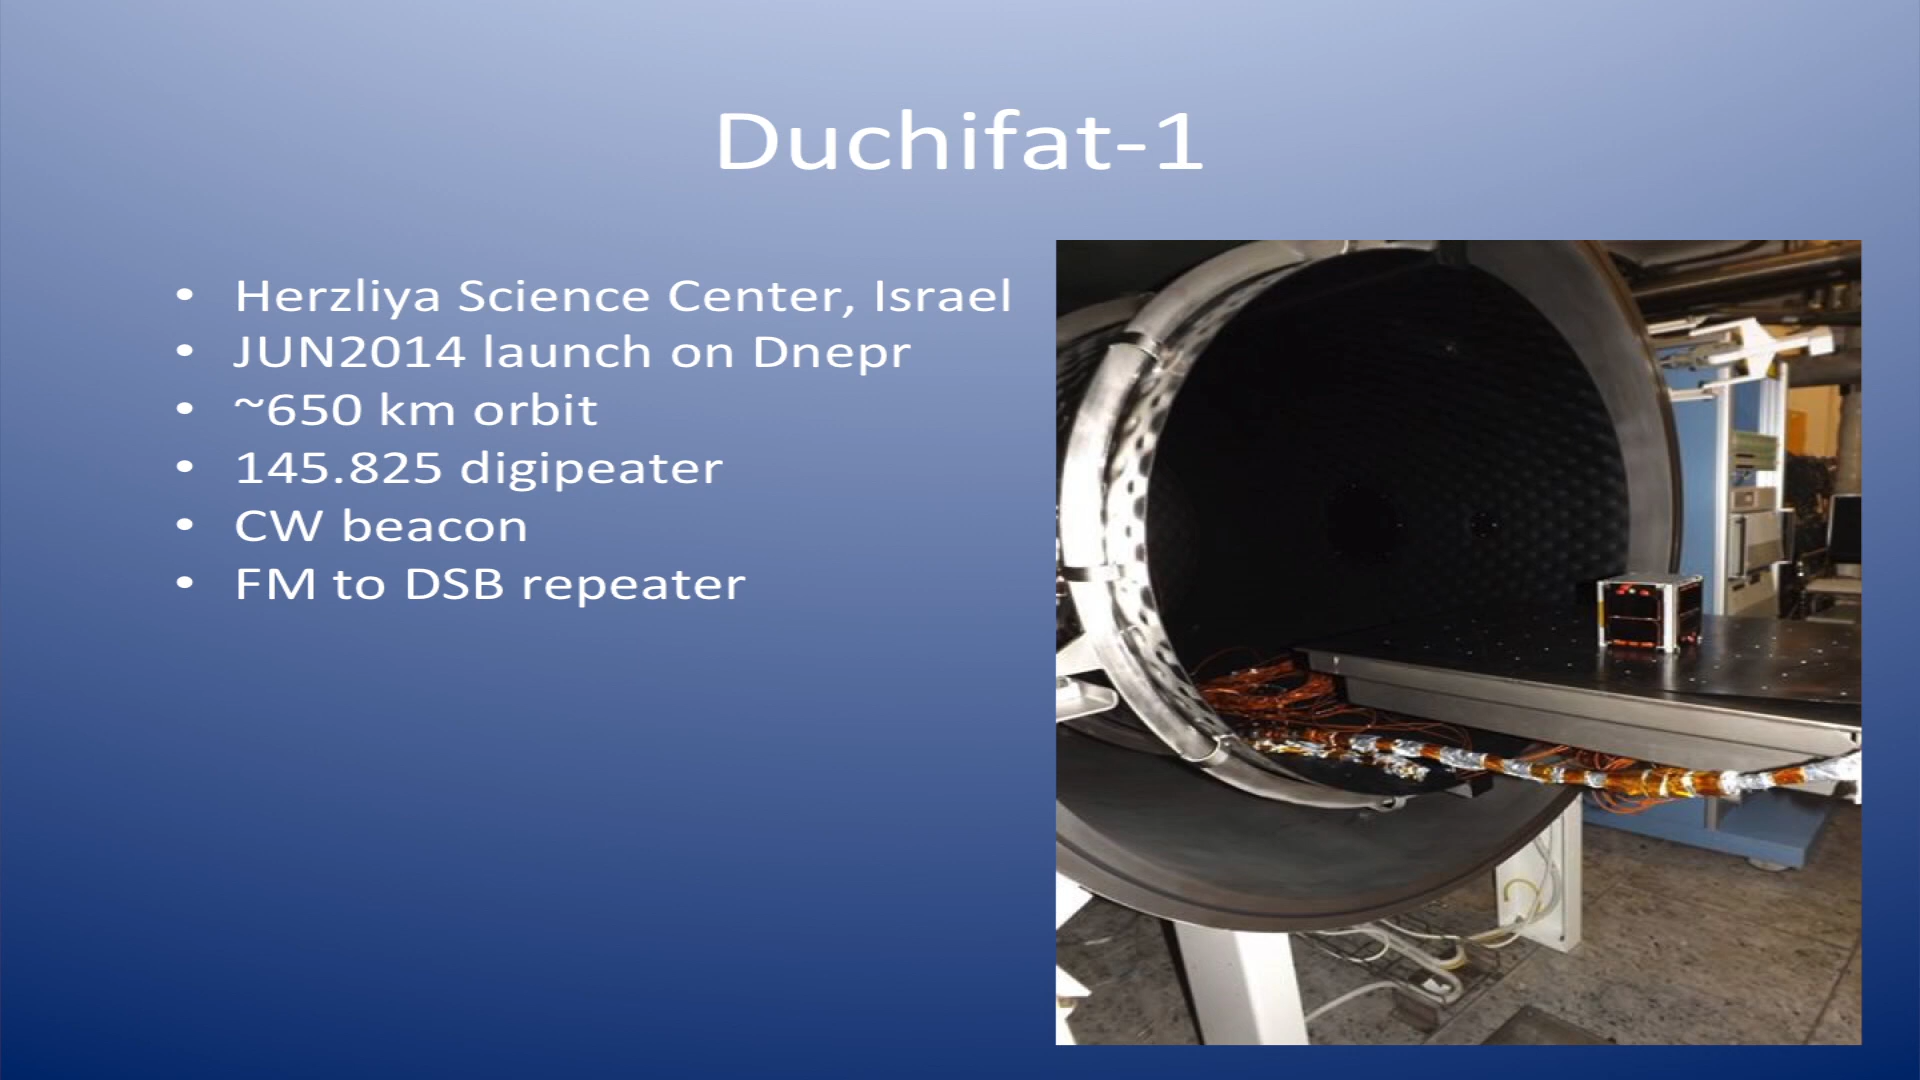 Duchifat-1
• Herzliya Science Center, Israel
• JUN2014 launch on Dnepr
• ~650 km orbit
• 145.825 digipeater
• CW beacon
• FM to DSB repeater